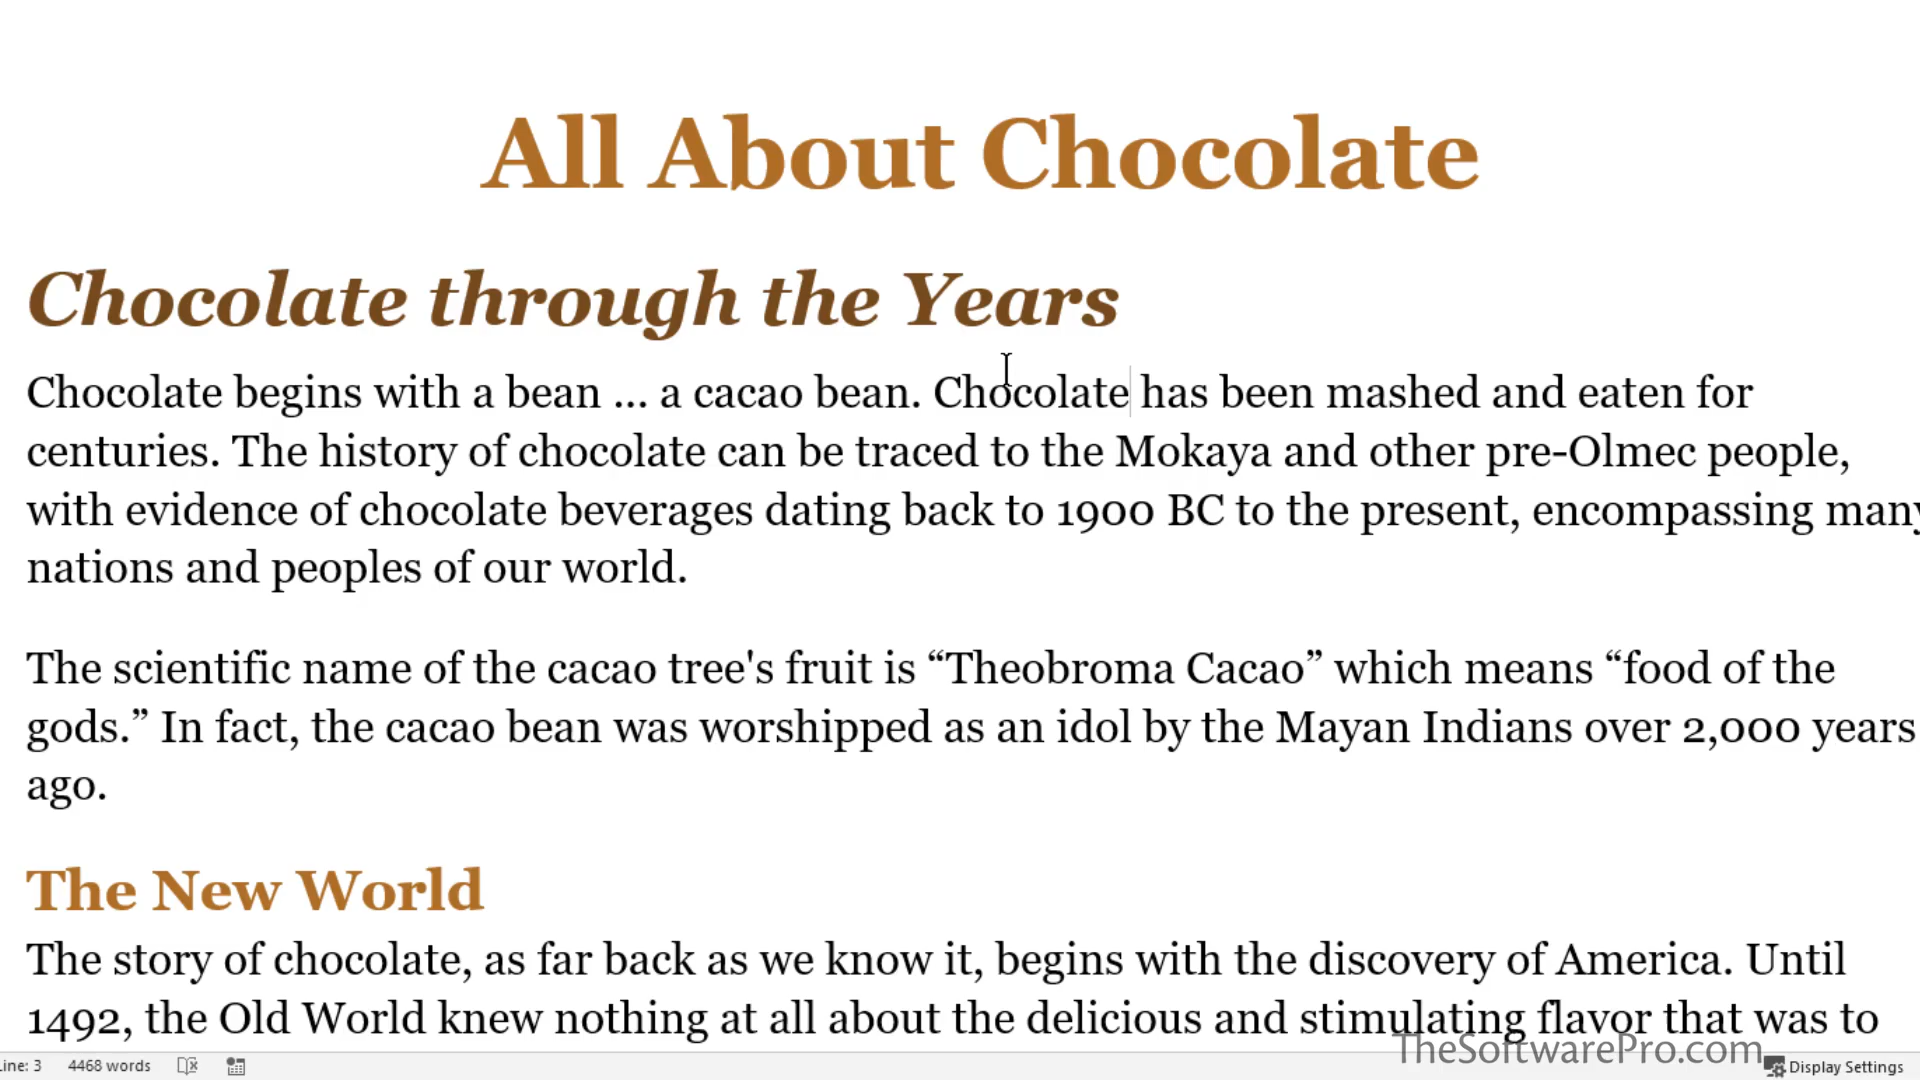 All About Chocolate
Chocolate through the Years
Chocolate begins with a bean ... a cacao bean. Chocolate has been mashed and eaten for
centuries. The history of chocolate can be traced to the Mokaya and other pre-Olmec people,
with evidence of chocolate beverages dating back to 1900 BC to the present, encompassing many
nations and peoples of our world.
The scientific name of the cacao tree's fruit is “Theobroma Cacao” which means “food of the
gods.” In fact, the cacao bean was worshipped as an idol by the Mayan Indians over 2,000 years
ago.
The New World
The story of chocolate, as far back as we know it, begins with the discovery of America. Until
1492, the Old World knew nothing at all about the delicious and stimulating flavor that was to
TheSoftwarePro.com
Line: 3 4468 words Display Settings